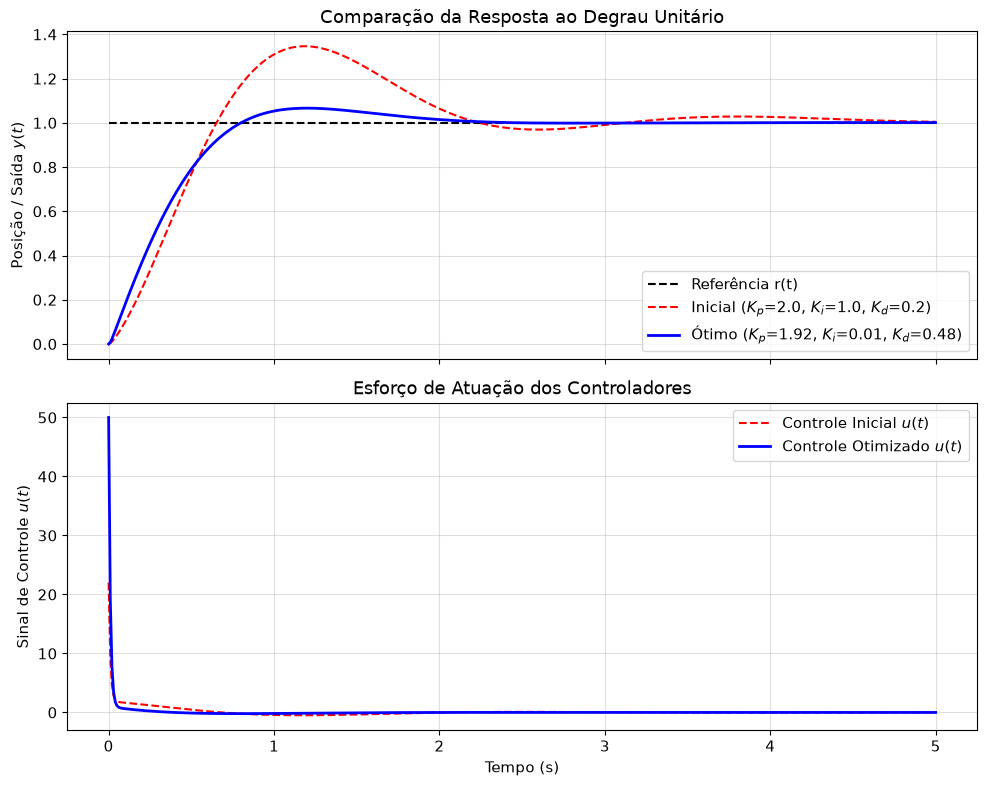 Comparação da Resposta ao Degrau Unitário
Posição / Saída y(t)
1.4
1.2
1.0
0.8
0.6
0.4
0.2
0.0
Referência r(t)
Inicial (Kp=2.0, Ki=1.0, Kd=0.2)
Ótimo (Kp=1.92, Ki=0.01, Kd=0.48)
Esforço de Atuação dos Controladores
Sinal de Controle u(t)
50
40
30
20
10
0
Controle Inicial u(t)
Controle Otimizado u(t)
0 1 2 3 4 5
Tempo (s)